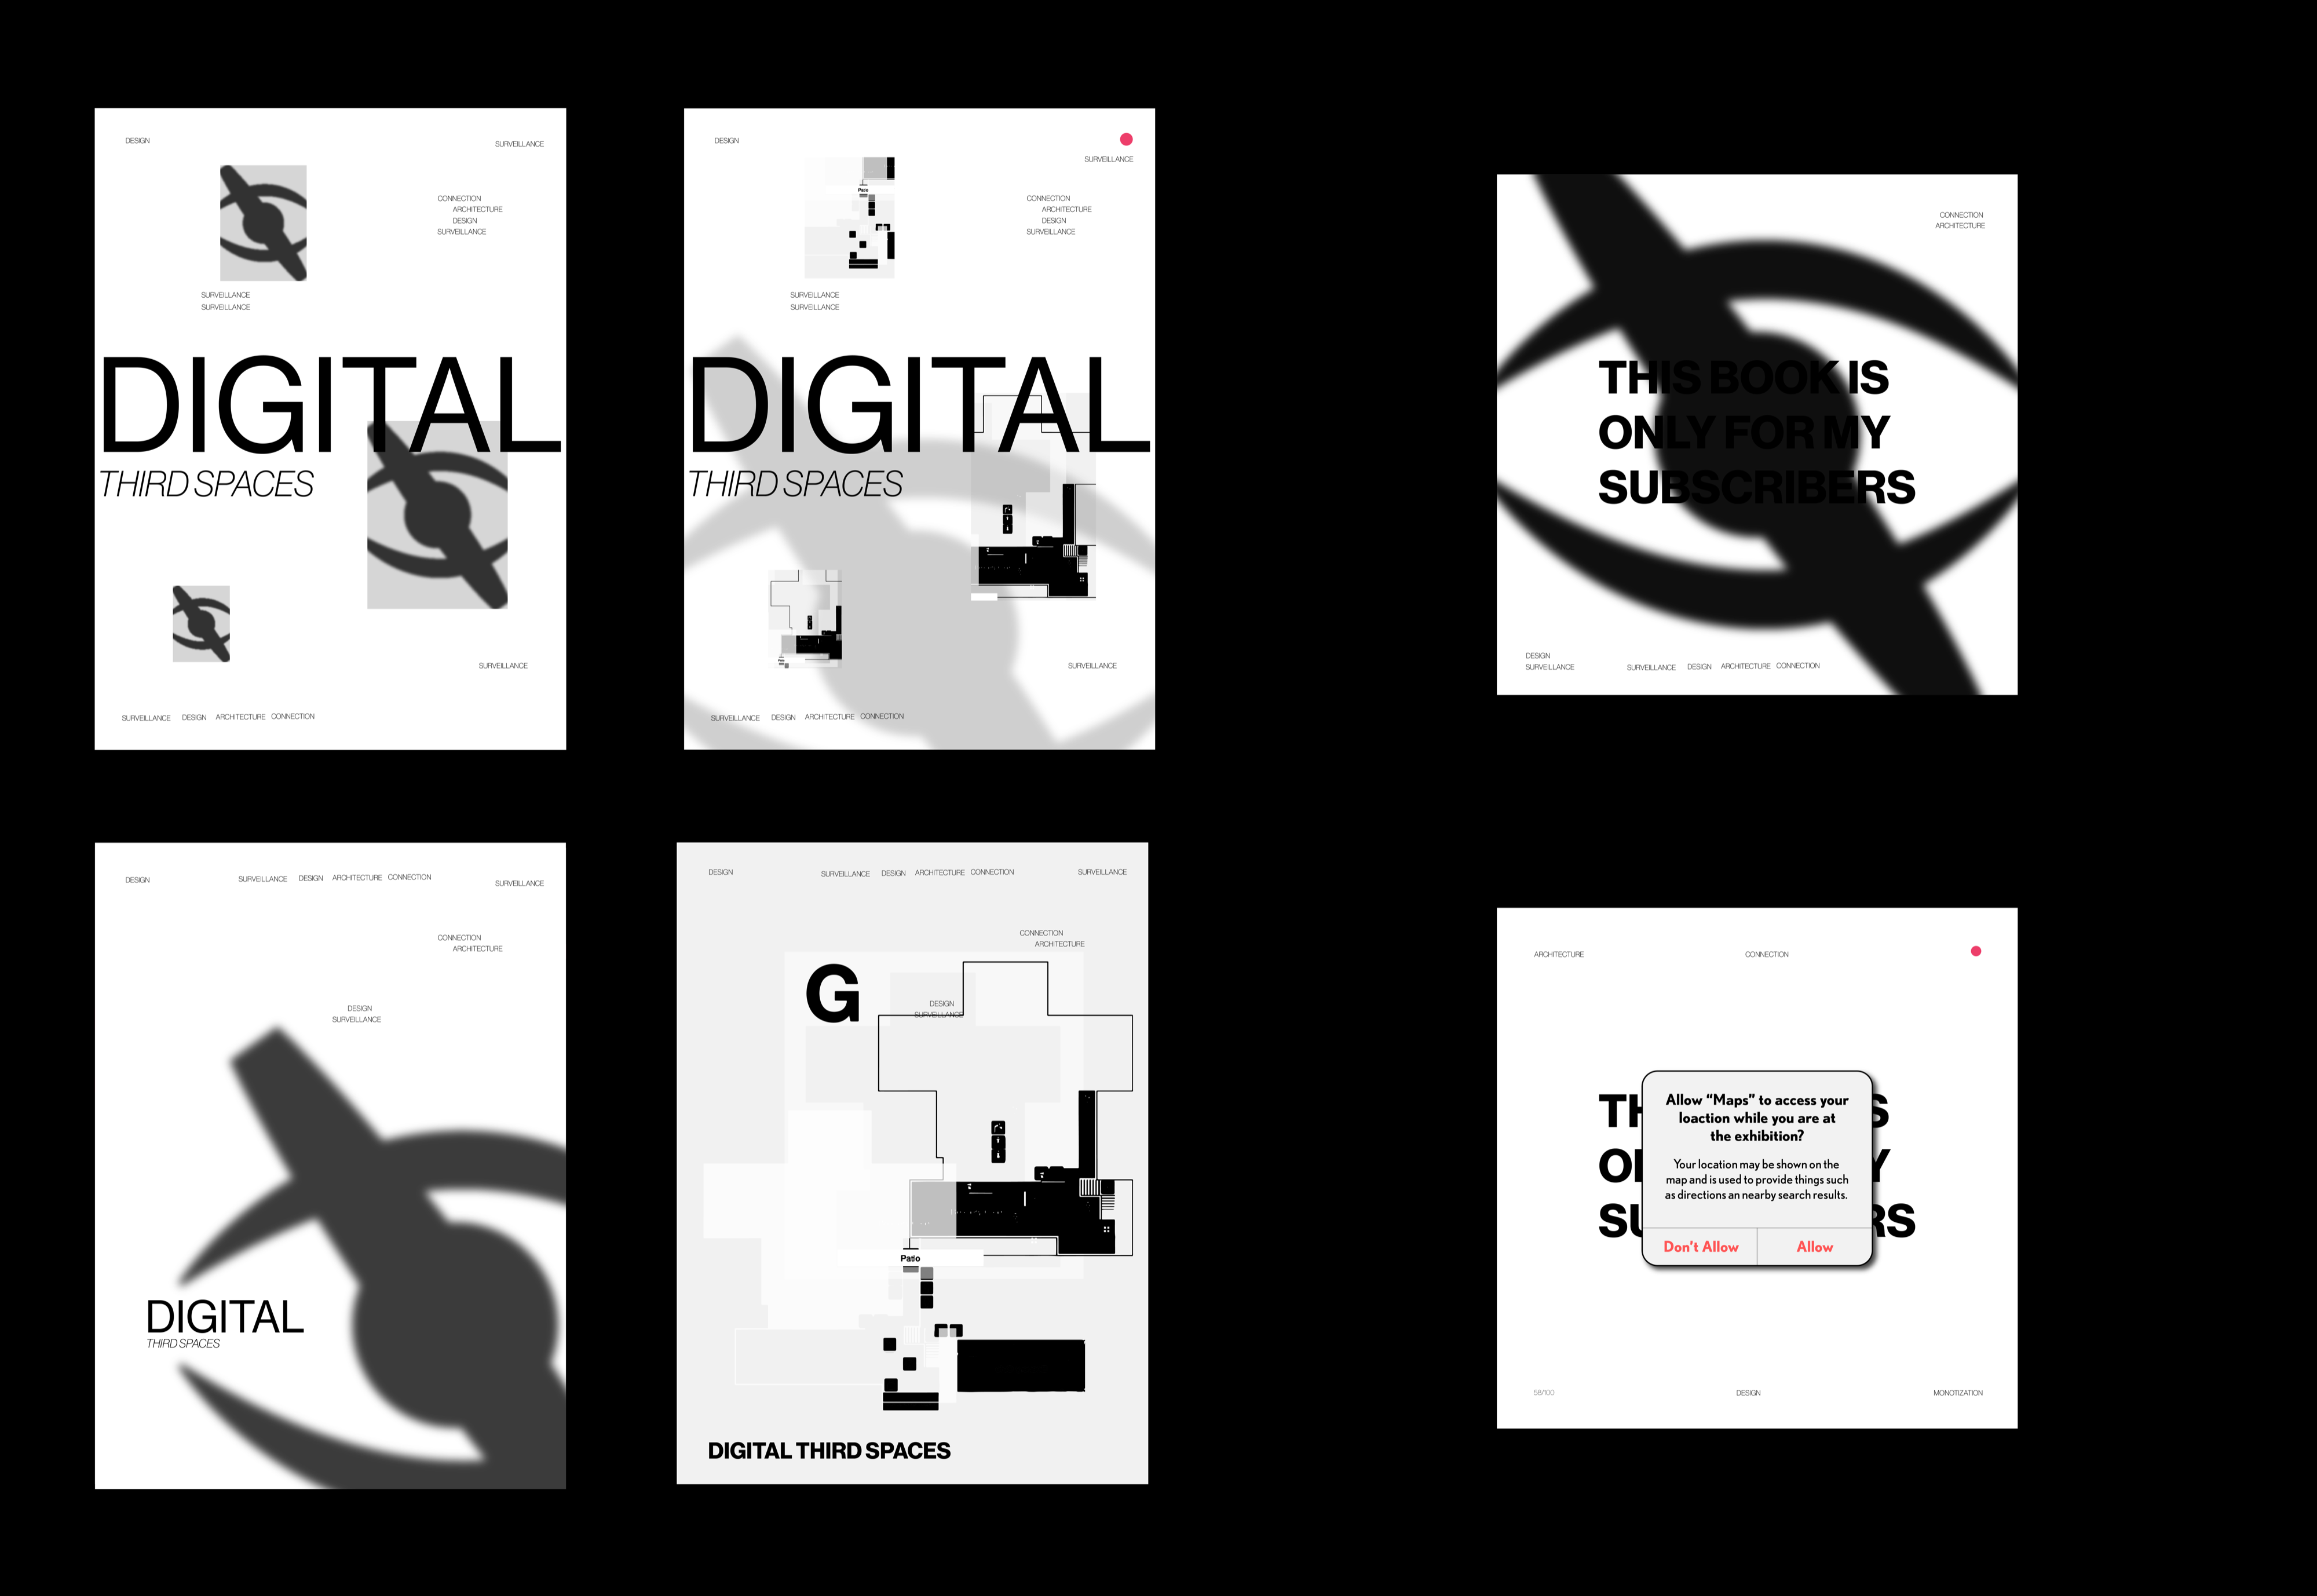 DESIGN
SURVEILLANCE
CONNECTION
ARCHITECTURE
DESIGN
SURVEILLANCE
SURVEILLANCE
SURVEILLANCE
DIGITAL
THIRD SPACES
SURVEILLANCE
SURVEILLANCE DESIGN ARCHITECTURE CONNECTION
DESIGN
SURVEILLANCE
Patio
CONNECTION
ARCHITECTURE
DESIGN
SURVEILLANCE
SURVEILLANCE
SURVEILLANCE
DIGITAL
THIRD SPACES
SURVEILLANCE
SURVEILLANCE DESIGN ARCHITECTURE CONNECTION
CONNECTION
ARCHITECTURE
THIS BOOK IS
ONLY FOR MY
SUBSCRIBERS
DESIGN
SURVEILLANCE
SURVEILLANCE DESIGN ARCHITECTURE CONNECTION
DESIGN
SURVEILLANCE DESIGN ARCHITECTURE CONNECTION
SURVEILLANCE
CONNECTION
ARCHITECTURE
DESIGN
SURVEILLANCE
DIGITAL
THIRD SPACES
DESIGN
SURVEILLANCE DESIGN ARCHITECTURE CONNECTION
SURVEILLANCE
CONNECTION
ARCHITECTURE
G
DESIGN
SURVEILLANCE
Patio
DIGITAL THIRD SPACES
ARCHITECTURE
CONNECTION
Allow “Maps” to access your
loaction while you are at
the exhibition?
Your location may be shown on the
map and is used to provide things such
as directions an nearby search results.
Don't Allow
Allow
58/100
DESIGN
MONOTIZATION